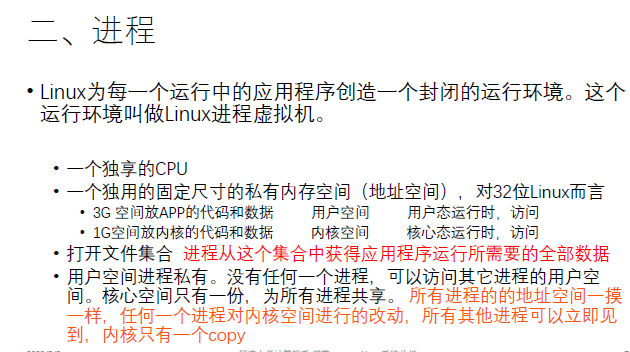 二、进程
• Linux为每一个运行中的应用程序创造一个封闭的运行环境。这个
运行环境叫做Linux进程虚拟机。
• 一个独享的CPU
• 一个独用的固定尺寸的私有内存空间（地址空间），对32位Linux而言
• 3G 空间放APP的代码和数据 用户空间 用户态运行时，访问
• 1G空间放内核的代码和数据 内核空间 核心态运行时，访问
• 打开文件集合 进程从这个集合中获得应用程序运行所需要的全部数据
• 用户空间进程私有。没有任何一个进程，可以访问其它进程的用户空
间。核心空间只有一份，为所有进程共享。 所有进程的的地址空间一摸
一样，任何一个进程对内核空间进行的改动，所有其他进程可以立即见
到，内核只有一个copy